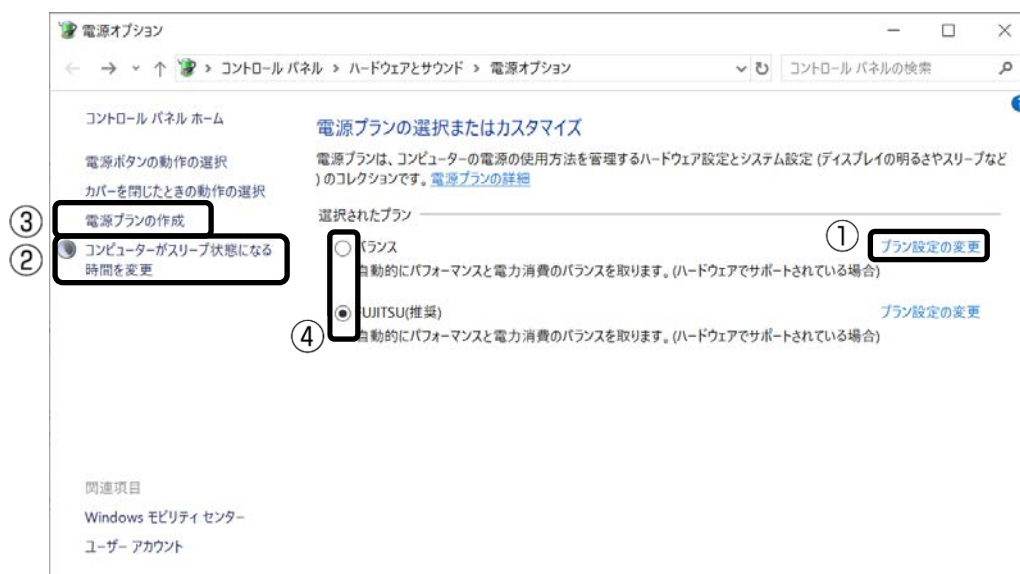 電源オプション
コントロール パネル › ハードウェアとサウンド › 電源オプション
コントロール パネルの検索
コントロール パネル ホーム
電源ボタンの動作の選択
カバーを閉じたときの動作の選択
③
電源プランの作成
②
コンピューターがスリープ状態になる
時間を変更
電源プランの選択またはカスタマイズ
電源プランは、コンピューターの電源の使用方法を管理するハードウェア設定とシステム設定 (ディスプレイの明るさやスリープなど
) のコレクションです。電源プランの詳細
選択されたプラン
バランス
①
プラン設定の変更
自動的にパフォーマンスと電力消費のバランスを取ります。(ハードウェアでサポートされている場合)
FUJITSU(推奨)
プラン設定の変更
④
自動的にパフォーマンスと電力消費のバランスを取ります。(ハードウェアでサポートされている場合)
関連項目
Windows モビリティ センター
ユーザー アカウント